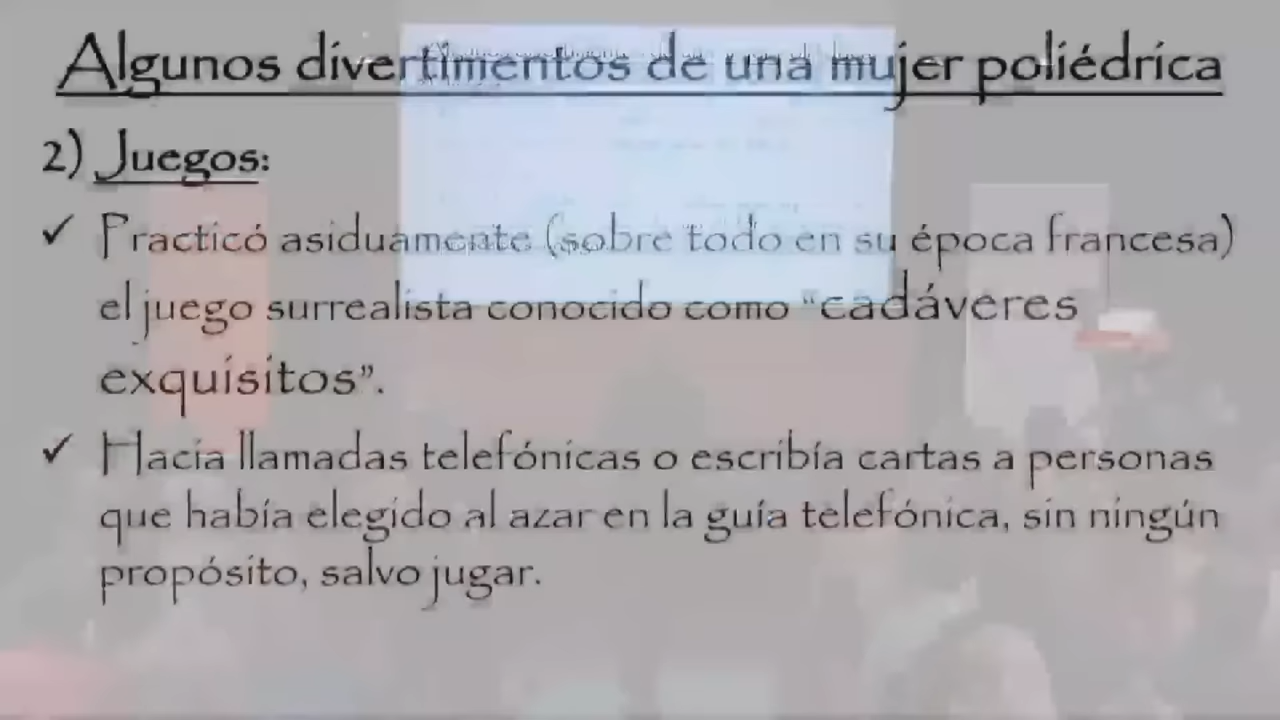 Algunos divertimentos de una mujer poliédrica
2) Juegos:
✓ Practicó asiduamente (sobre todo en su época francesa)
el juego surrealista conocido como “cadáveres
exquisitos”.
✓ Hacía llamadas telefónicas o escribía cartas a personas
que había elegido al azar en la guía telefónica, sin ningún
propósito, salvo jugar.